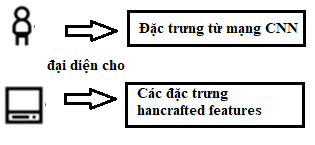 Đặc trưng từ mạng CNN
đại diện cho
Các đặc trưng
hancrafted features